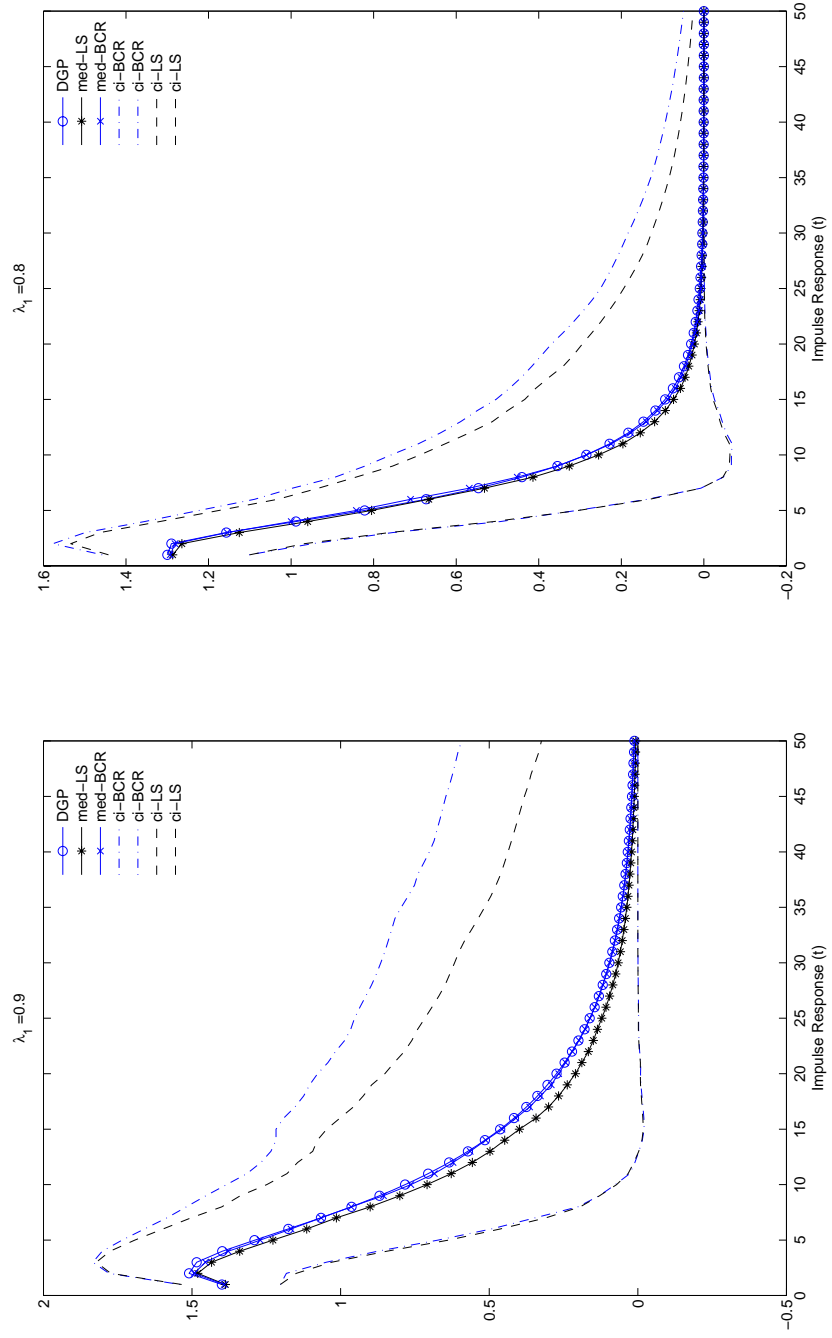 λ1 =0.9
2
1.5
1
0.5
0
−0.5
0 5 10 15 20 25 30 35 40 45 50
Impulse Response (t)
DGP
med−LS
med−BCR
ci−BCR
ci−BCR
ci−LS
ci−LS
λ1 =0.8
1.6
1.4
1.2
1
0.8
0.6
0.4
0.2
0
−0.2
0 5 10 15 20 25 30 35 40 45 50
Impulse Response (t)
DGP
med−LS
med−BCR
ci−BCR
ci−BCR
ci−LS
ci−LS